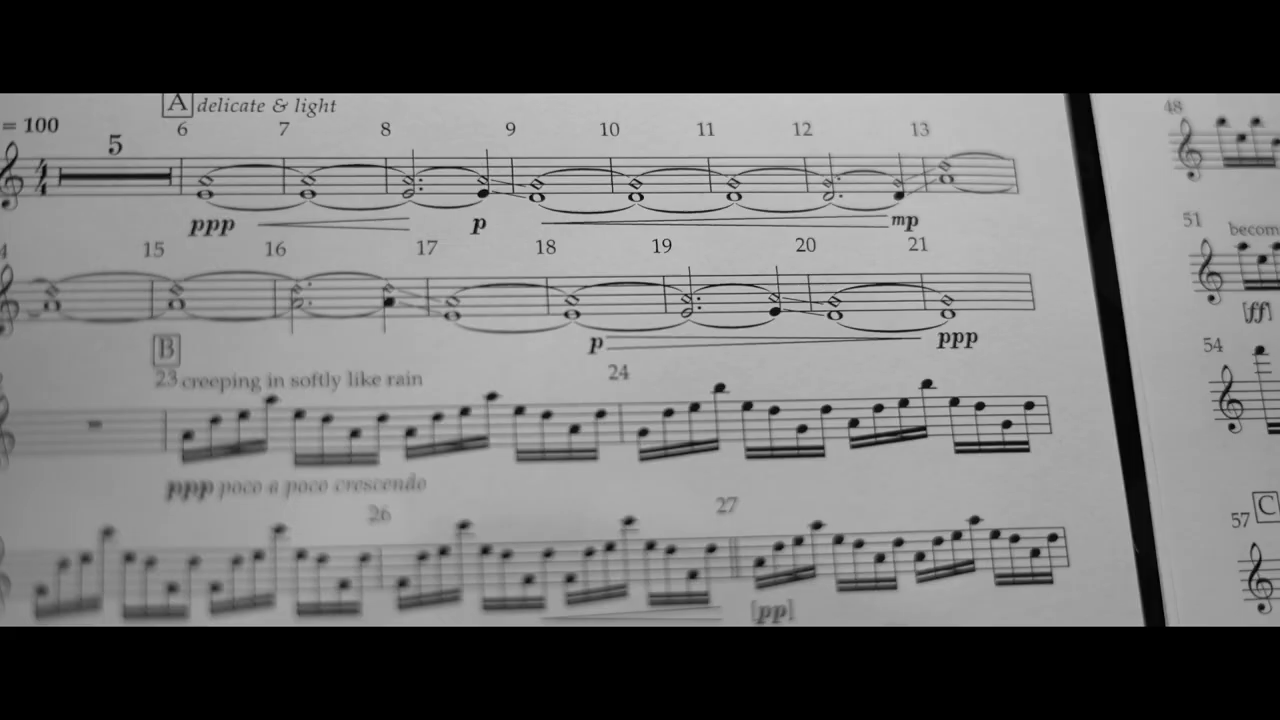 A delicate & light
= 100
5
6 7 8 9 10 11 12 13
ppp p mp
4 15 16 17 18 19 20 21
p ppp
B
23 creeping in softly like rain 24
ppp poco a poco crescendo
26 27
[pp]
48
51 becom
[ff]
54
57 C